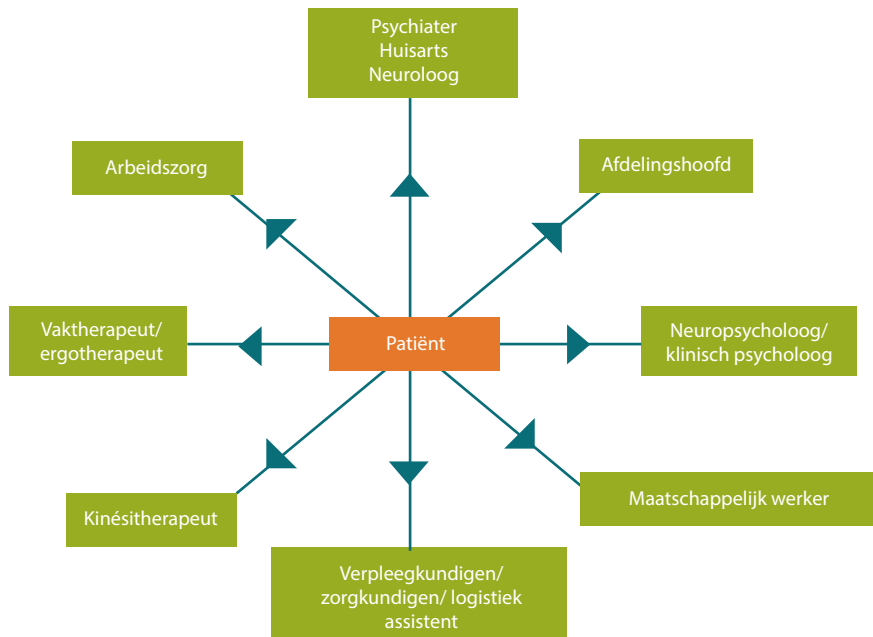 Psychiater
Huisarts
Neuroloog
Arbeidszorg
Afdelingshoofd
Vaktherapeut/
ergotherapeut
Patiënt
Neuropsycholoog/
klinisch psycholoog
Kinésitherapeut
Maatschappelijk werker
Verpleegkundigen/
zorgkundigen/ logistiek
assistent